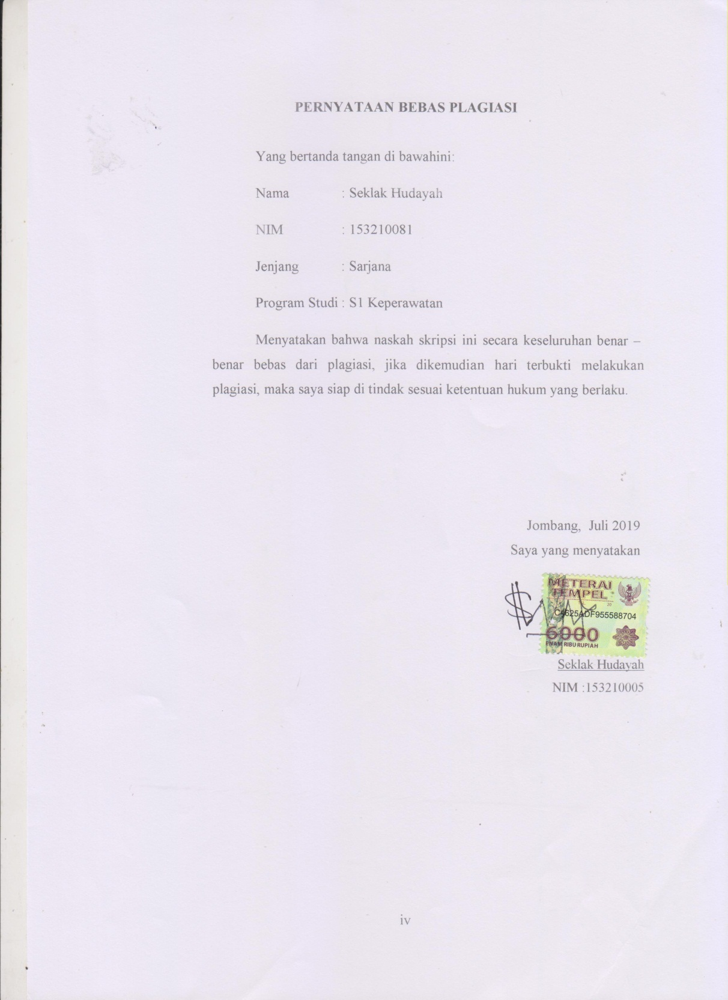 PERNYATAAN BEBAS PLAGIASI
Yang bertanda tangan di bawahini:
Nama : Seklak Hudayah
NIM : 153210081
Jenjang : Sarjana
Program Studi : S1 Keperawatan
Menyatakan bahwa naskah skripsi ini secara keseluruhan benar –
benar bebas dari plagiasi, jika dikemudian hari terbukti melakukan
plagiasi, maka saya siap di tindak sesuai ketentuan hukum yang berlaku.
Jombang, Juli 2019
Saya yang menyatakan
METERAI
TEMPEL
20
C4625ADF955588704
6000
ENAM RIBU RUPIAH
Seklak Hudayah
NIM :153210005
iv